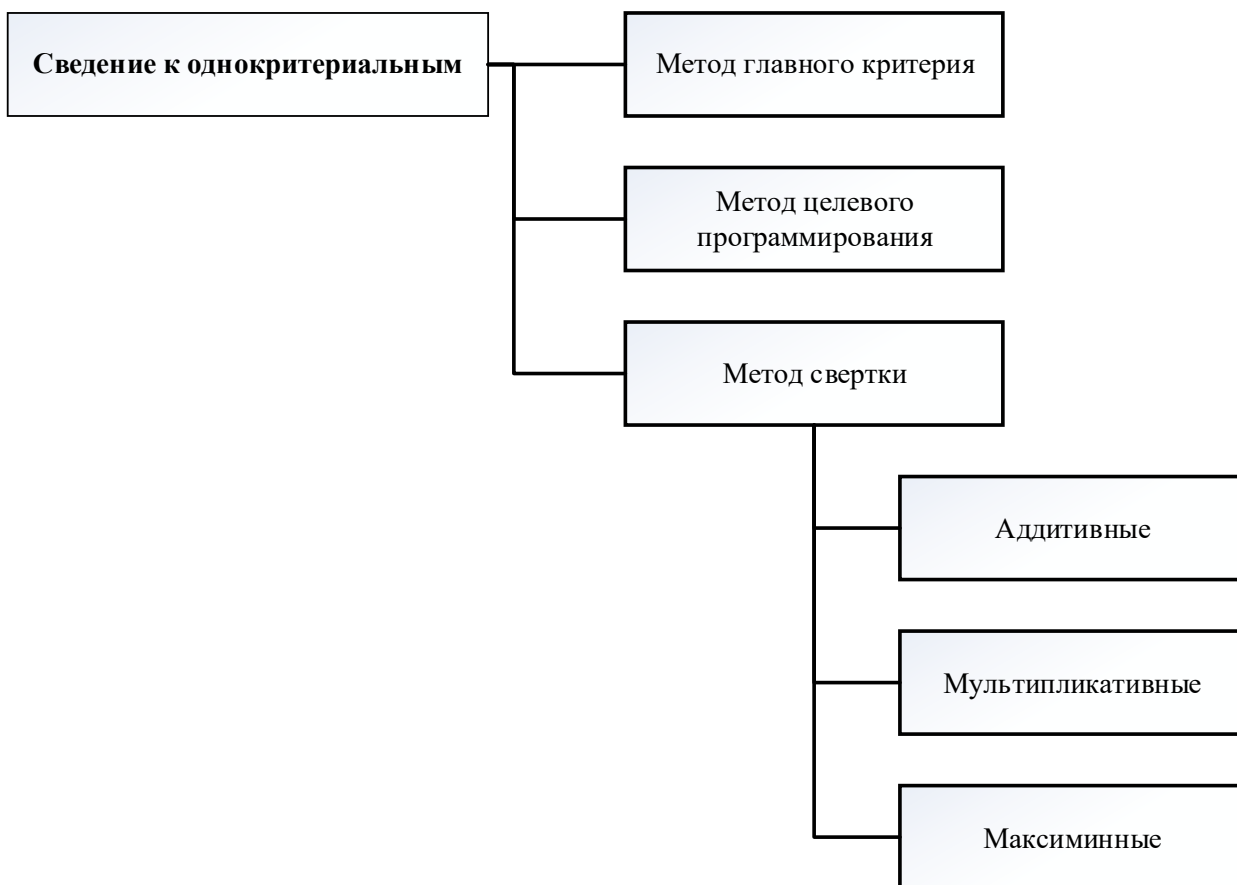 Сведение к однокритериальным
Метод главного критерия
Метод целевого
программирования
Метод свертки
Аддитивные
Мультипликативные
Максиминные